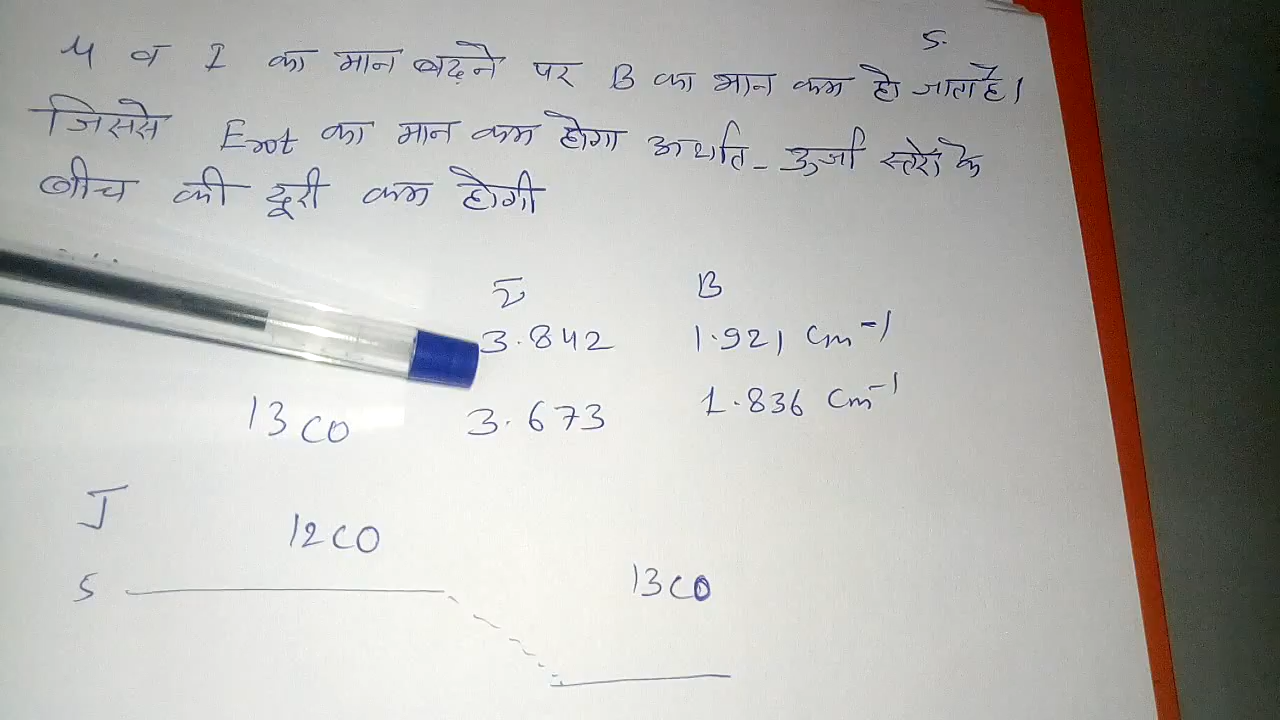 5.
μ व I का मान बढ़ने पर B का मान कम हो जाता है।
जिससे Erot का मान कम होगा अर्थात - ऊर्जा स्तरों के
बीच की दूरी कम होगी
ν̄ B
3.842 1.921 cm⁻¹
13CO 3.673 1.836 cm⁻¹
J
12CO
13CO
5